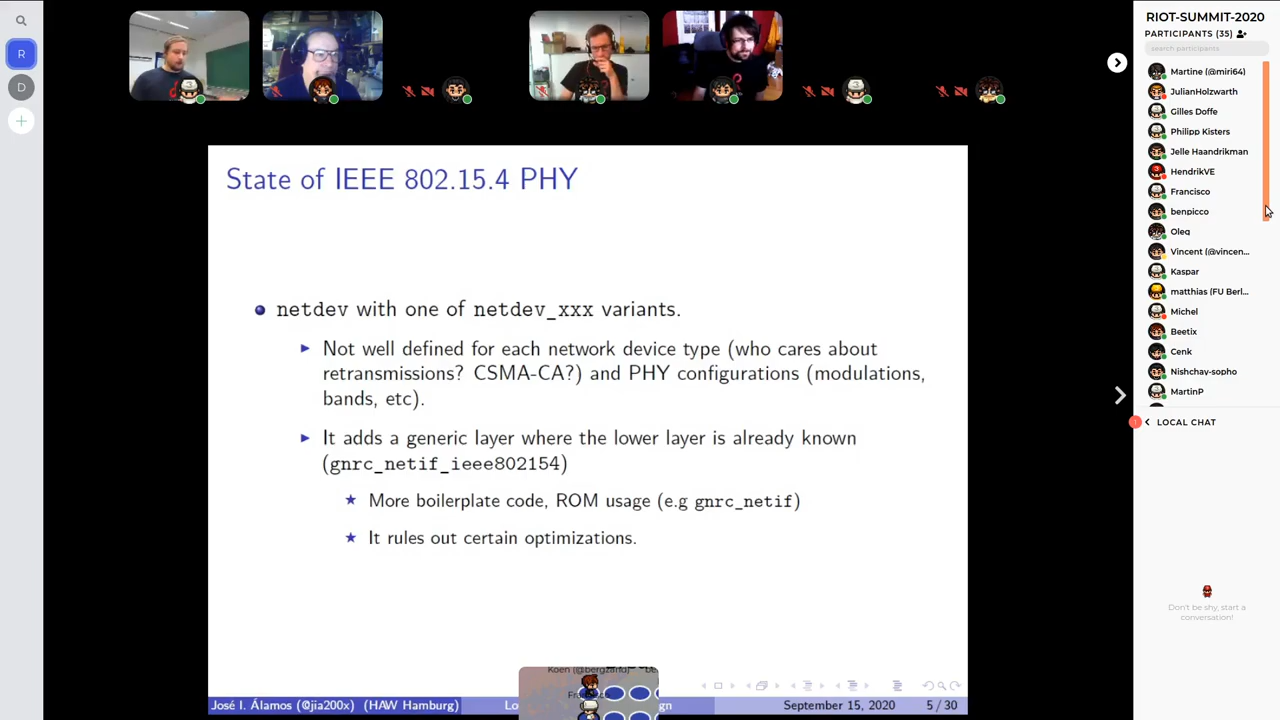 R
D
RIOT-SUMMIT-2020
PARTICIPANTS (35)
search participants
Martine (@miri64)
JulianHolzwarth
Gilles Doffe
Philipp Kisters
Jelle Haandrikman
HendrikVE
Francisco
benpicco
Oleq
Vincent (@vincen...
Kaspar
matthias (FU Berl...
Michel
Beetix
Cenk
Nishchay-sopho
MartinP
LOCAL CHAT
Don't be shy, start a
conversation!
State of IEEE 802.15.4 PHY
netdev with one of netdev_xxx variants.
Not well defined for each network device type (who cares about
retransmissions? CSMA-CA?) and PHY configurations (modulations,
bands, etc).
It adds a generic layer where the lower layer is already known
(gnrc_netif_ieee802154)
More boilerplate code, ROM usage (e.g gnrc_netif)
It rules out certain optimizations.
Koen (@bergzand)
José I. Álamos (@jia200x) (HAW Hamburg)
September 15, 2020
5 / 30